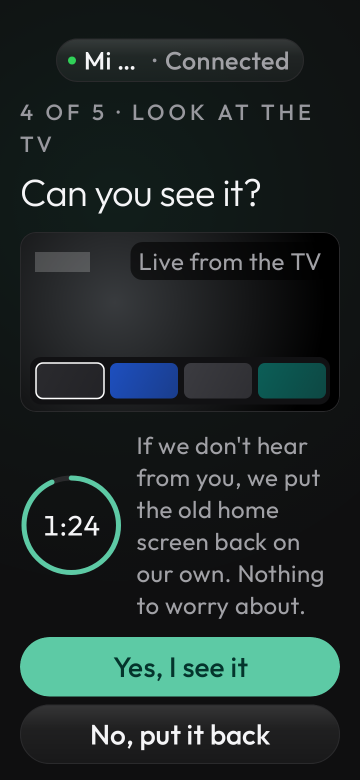 Mi ... · Connected
4 OF 5 · LOOK AT THE
TV
Can you see it?
Live from the TV
If we don't hear
from you, we put
the old home
screen back on
our own. Nothing
to worry about.
1:24
Yes, I see it
No, put it back